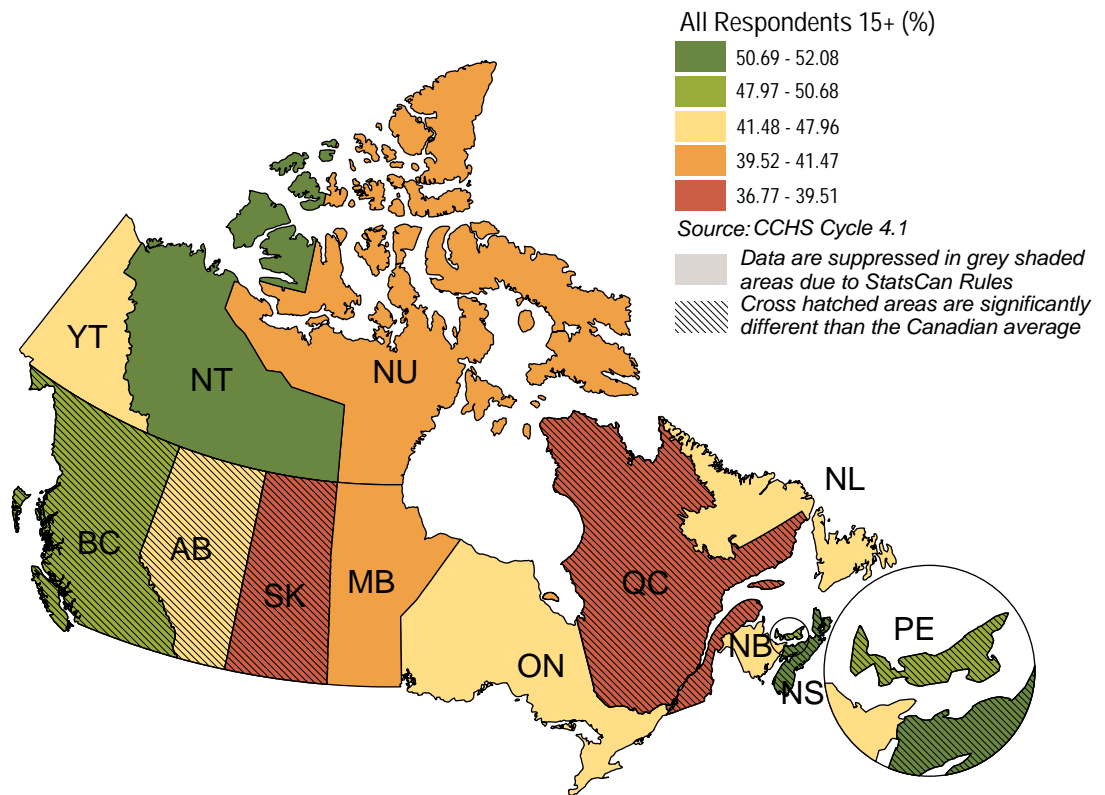 All Respondents 15+ (%)
50.69 - 52.08
47.97 - 50.68
41.48 - 47.96
39.52 - 41.47
36.77 - 39.51
Source: CCHS Cycle 4.1
Data are suppressed in grey shaded
areas due to StatsCan Rules
Cross hatched areas are significantly
different than the Canadian average
YT
NT
NU
NL
BC
AB
SK
MB
QC
ON
NB
NS
PE